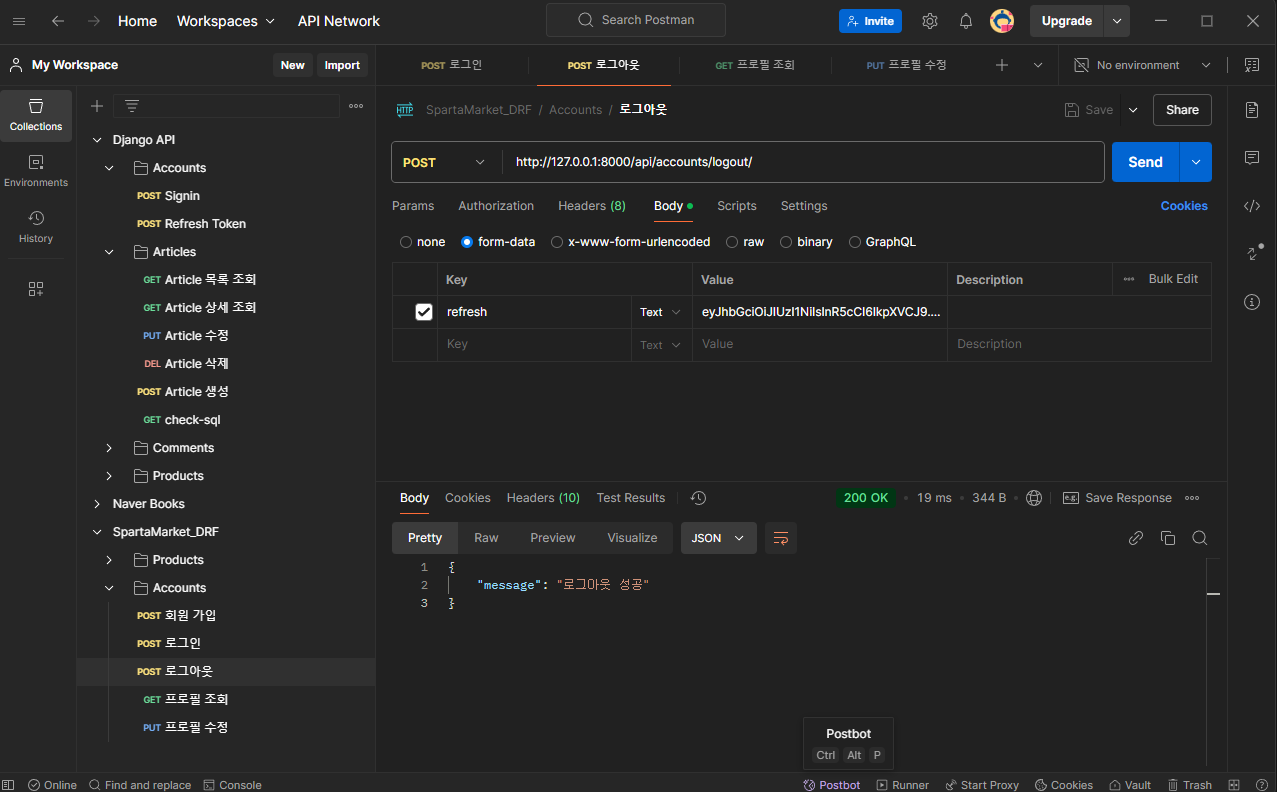 Home Workspaces API Network Search Postman Invite Upgrade
My Workspace New Import POST 로그인 POST 로그아웃 GET 프로필 조회 PUT 프로필 수정 No environment
Collections
Environments
History
Django API
Accounts
POST Signin
POST Refresh Token
Articles
GET Article 목록 조회
GET Article 상세 조회
PUT Article 수정
DEL Article 삭제
POST Article 생성
GET check-sql
Comments
Products
Naver Books
SpartaMarket_DRF
Products
Accounts
POST 회원 가입
POST 로그인
POST 로그아웃
GET 프로필 조회
PUT 프로필 수정
HTTP SpartaMarket_DRF / Accounts / 로그아웃 Save Share
POST http://127.0.0.1:8000/api/accounts/logout/ Send
Params Authorization Headers (8) Body Scripts Settings Cookies
none form-data x-www-form-urlencoded raw binary GraphQL
Key Value Description Bulk Edit
refresh Text eyJhbGciOiJIUzI1NiIsInR5cCI6IkpXVCJ9....
Key Text Value Description
Body Cookies Headers (10) Test Results 200 OK 19 ms 344 B e.g. Save Response
Pretty Raw Preview Visualize JSON
1 {
2 "message": "로그아웃 성공"
3 }
Postbot
Ctrl Alt P
Online Find and replace Console Postbot Runner Start Proxy Cookies Vault Trash